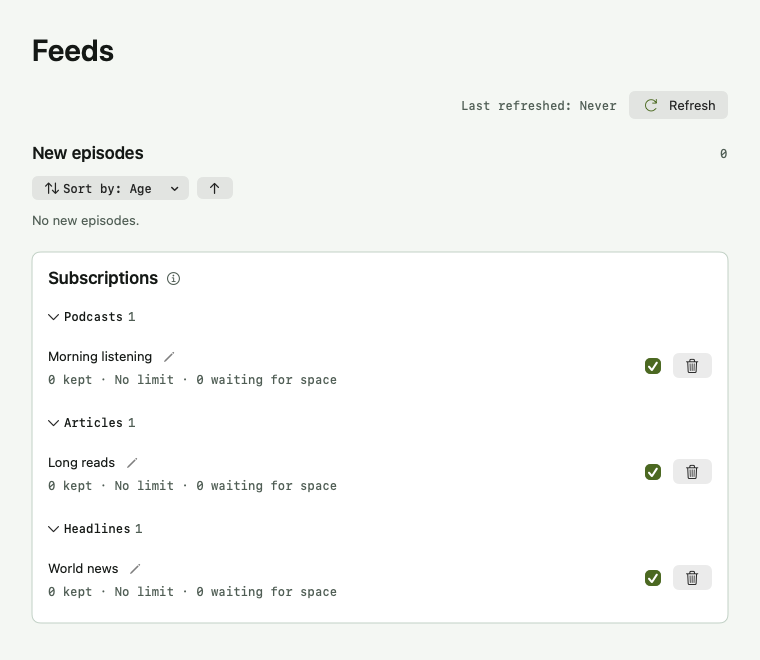 Feeds
Last refreshed: Never
Refresh
New episodes
0
Sort by: Age
No new episodes.
Subscriptions
Podcasts 1
Morning listening
0 kept · No limit · 0 waiting for space
Articles 1
Long reads
0 kept · No limit · 0 waiting for space
Headlines 1
World news
0 kept · No limit · 0 waiting for space